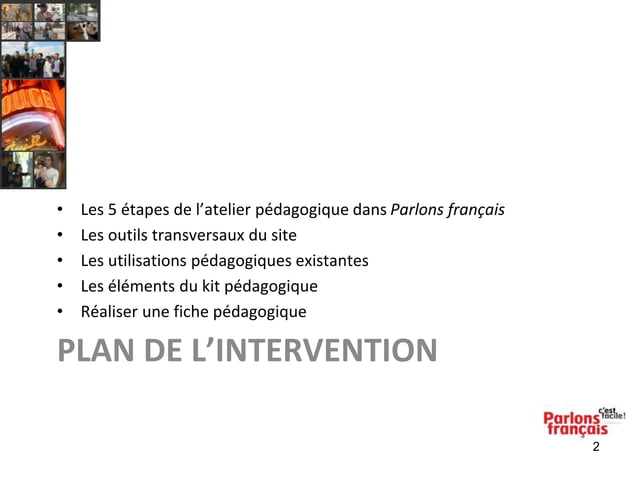 OUGE
• Les 5 étapes de l’atelier pédagogique dans Parlons français
• Les outils transversaux du site
• Les utilisations pédagogiques existantes
• Les éléments du kit pédagogique
• Réaliser une fiche pédagogique
PLAN DE L’INTERVENTION
c'est facile!
Parlons
français
2